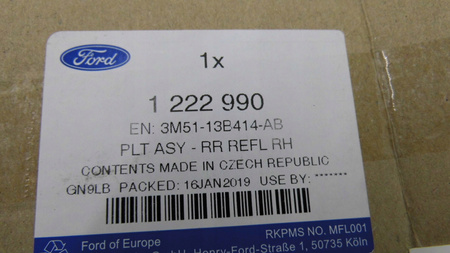 Ford
1x
1 222 990
EN: 3M51-13B414-AB
PLT ASY - RR REFL RH
CONTENTS MADE IN CZECH REPUBLIC
GN9LB PACKED: 16JAN2019 USE BY: -------
RKPMS NO. MFL001
Ford of Europe
Henry-Ford-Straße 1, 50735 Köln